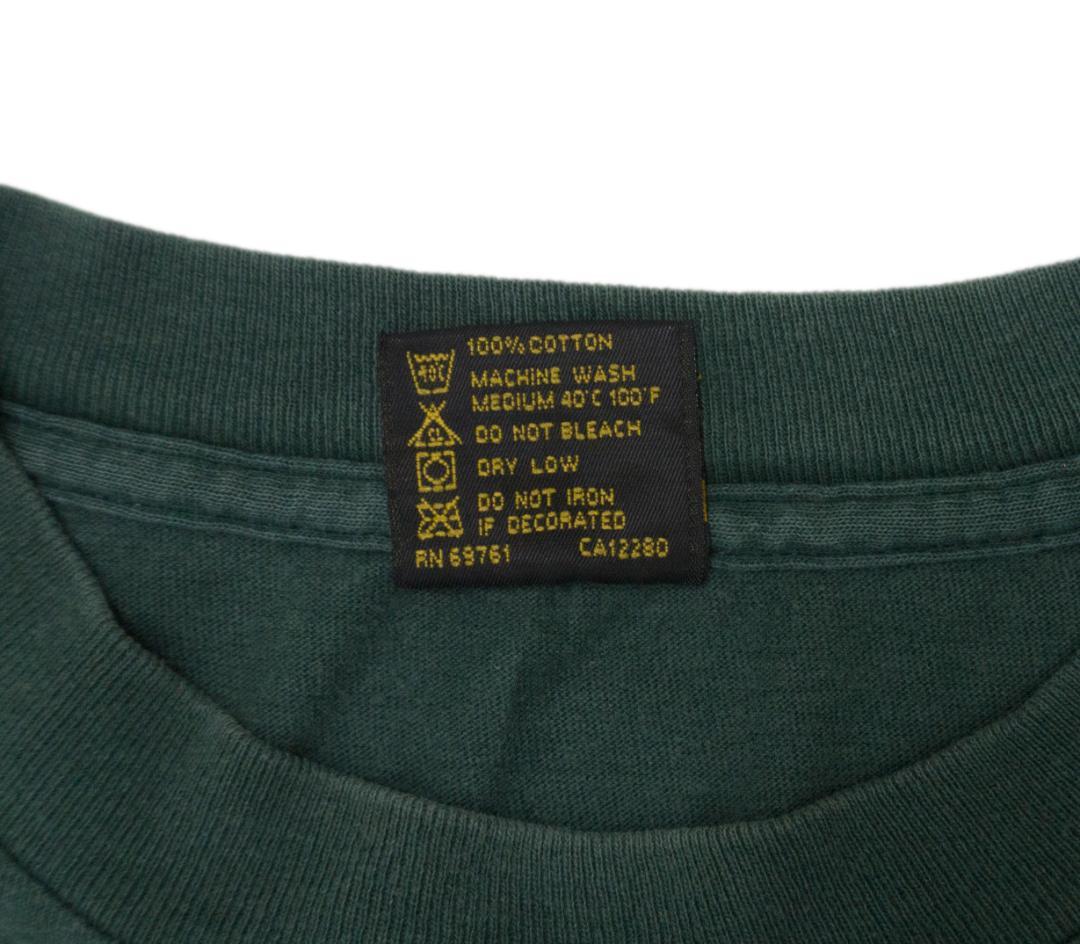 100% COTTON
40C
MACHINE WASH
MEDIUM 40°C 100°F
DO NOT BLEACH
DRY LOW
DO NOT IRON
IF DECORATED
RN 69761 CA12280